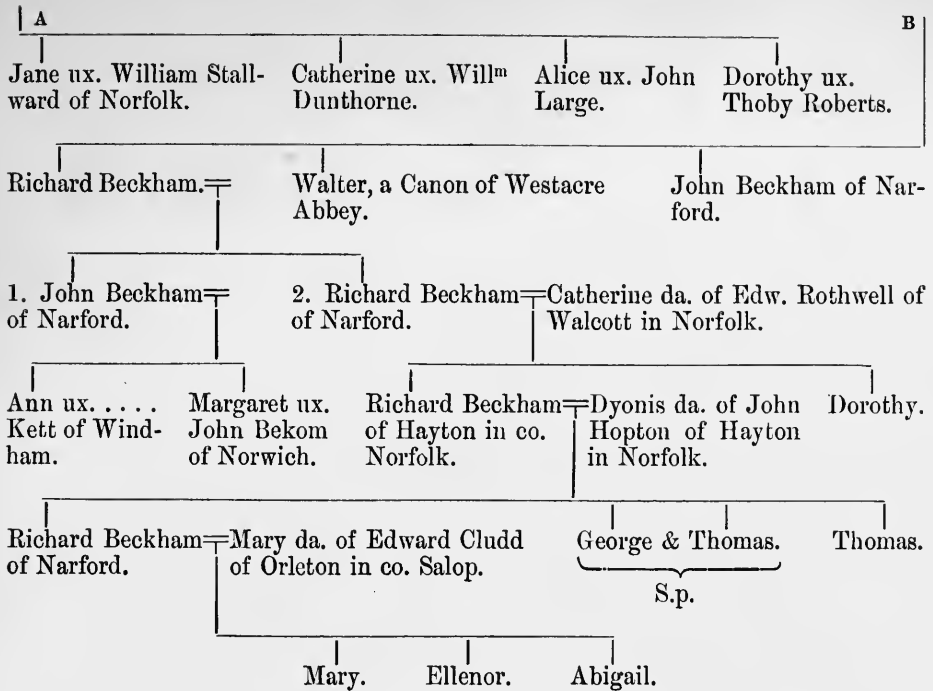 A B
Jane ux. William Stall- Catherine ux. Willᵐ Alice ux. John Dorothy ux.
ward of Norfolk. Dunthorne. Large. Thoby Roberts.
Richard Beckham. Walter, a Canon of Westacre John Beckham of Nar-
Abbey. ford.
1. John Beckham 2. Richard Beckham Catherine da. of Edw. Rothwell of
of Narford. of Narford. Walcott in Norfolk.
Ann ux. . . . . . Margaret ux. Richard Beckham Dyonis da. of John Dorothy.
Kett of Wind- John Bekom of Hayton in co. Hopton of Hayton
ham. of Norwich. Norfolk. in Norfolk.
Richard Beckham Mary da. of Edward Cludd George & Thomas. Thomas.
of Narford. of Orleton in co. Salop.
S.p.
Mary. Ellenor. Abigail.